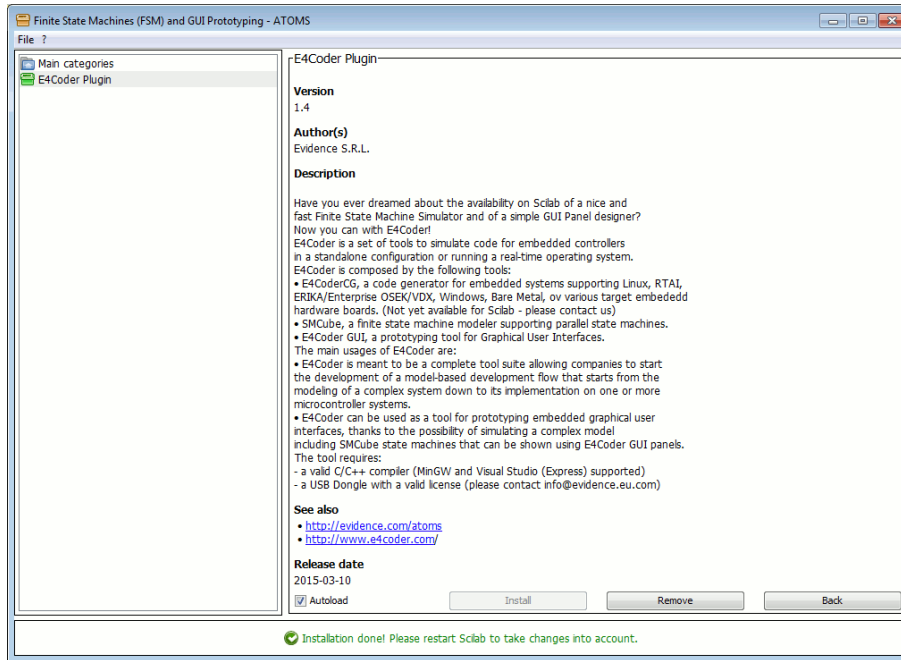 Finite State Machines (FSM) and GUI Prototyping - ATOMS
File ?
Main categories
E4Coder Plugin
E4Coder Plugin
Version
1.4
Author(s)
Evidence S.R.L.
Description
Have you ever dreamed about the availability on Scilab of a nice and
fast Finite State Machine Simulator and of a simple GUI Panel designer?
Now you can with E4Coder!
E4Coder is a set of tools to simulate code for embedded controllers
in a standalone configuration or running a real-time operating system.
E4Coder is composed by the following tools:
• E4CoderCG, a code generator for embedded systems supporting Linux, RTAI,
ERIKA/Enterprise OSEK/VDX, Windows, Bare Metal, ov various target embededd
hardware boards. (Not yet available for Scilab - please contact us)
• SMCube, a finite state machine modeler supporting parallel state machines.
• E4Coder GUI, a prototyping tool for Graphical User Interfaces.
The main usages of E4Coder are:
• E4Coder is meant to be a complete tool suite allowing companies to start
the development of a model-based development flow that starts from the
modeling of a complex system down to its implementation on one or more
microcontroller systems.
• E4Coder can be used as a tool for prototyping embedded graphical user
interfaces, thanks to the possibility of simulating a complex model
including SMCube state machines that can be shown using E4Coder GUI panels.
The tool requires:
- a valid C/C++ compiler (MinGW and Visual Studio (Express) supported)
- a USB Dongle with a valid license (please contact info@evidence.eu.com)
See also
• http://evidence.com/atoms
• http://www.e4coder.com/
Release date
2015-03-10
Autoload Install Remove Back
Installation done! Please restart Scilab to take changes into account.